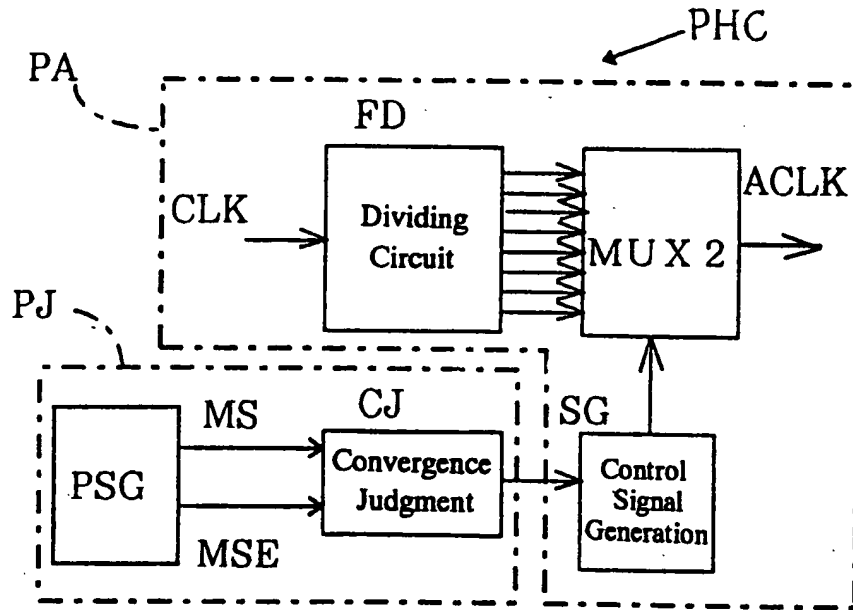 PHC
PA
FD
CLK
Dividing
Circuit
MUX2
ACLK
PJ
PSG
MS
MSE
CJ
Convergence
Judgment
SG
Control
Signal
Generation